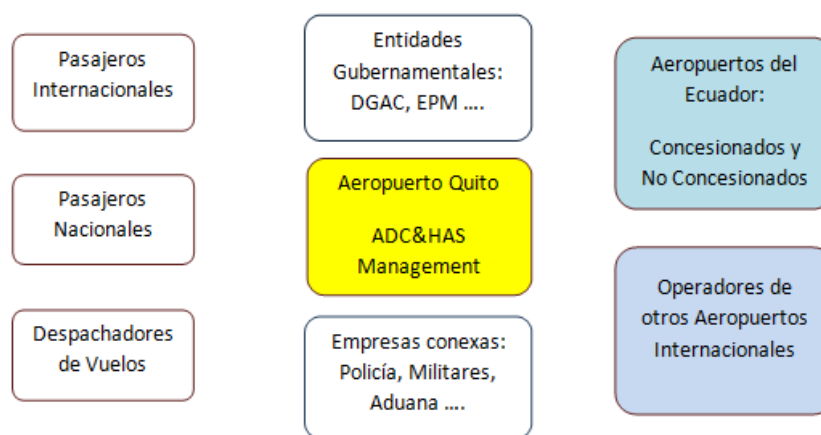 Pasajeros
Internacionales
Pasajeros
Nacionales
Despachadores
de Vuelos
Entidades
Gubernamentales:
DGAC, EPM ....
Aeropuerto Quito
ADC&HAS
Management
Empresas conexas:
Policía, Militares,
Aduana ....
Aeropuertos del
Ecuador:
Concesionados y
No Concesionados
Operadores de
otros Aeropuertos
Internacionales